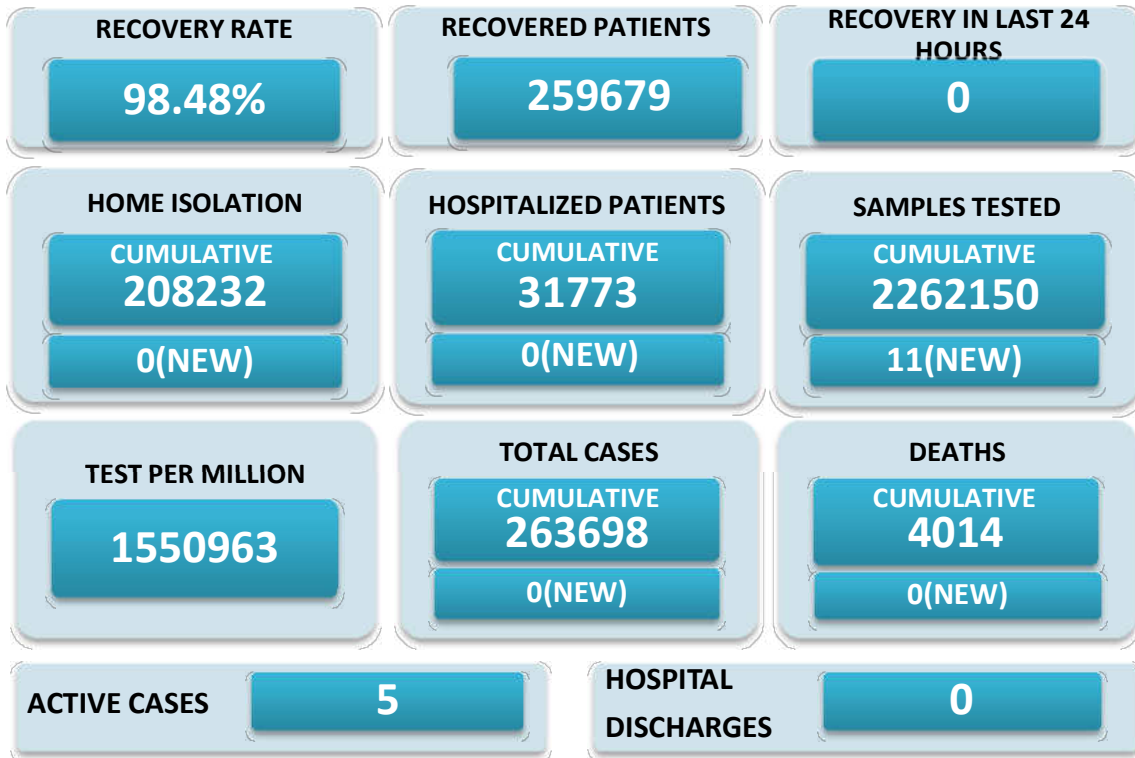 RECOVERY RATE
98.48%
RECOVERED PATIENTS
259679
RECOVERY IN LAST 24
HOURS
0
HOME ISOLATION
CUMULATIVE
208232
0(NEW)
HOSPITALIZED PATIENTS
CUMULATIVE
31773
0(NEW)
SAMPLES TESTED
CUMULATIVE
2262150
11(NEW)
TEST PER MILLION
1550963
TOTAL CASES
CUMULATIVE
263698
0(NEW)
DEATHS
CUMULATIVE
4014
0(NEW)
ACTIVE CASES
5
HOSPITAL
DISCHARGES
0